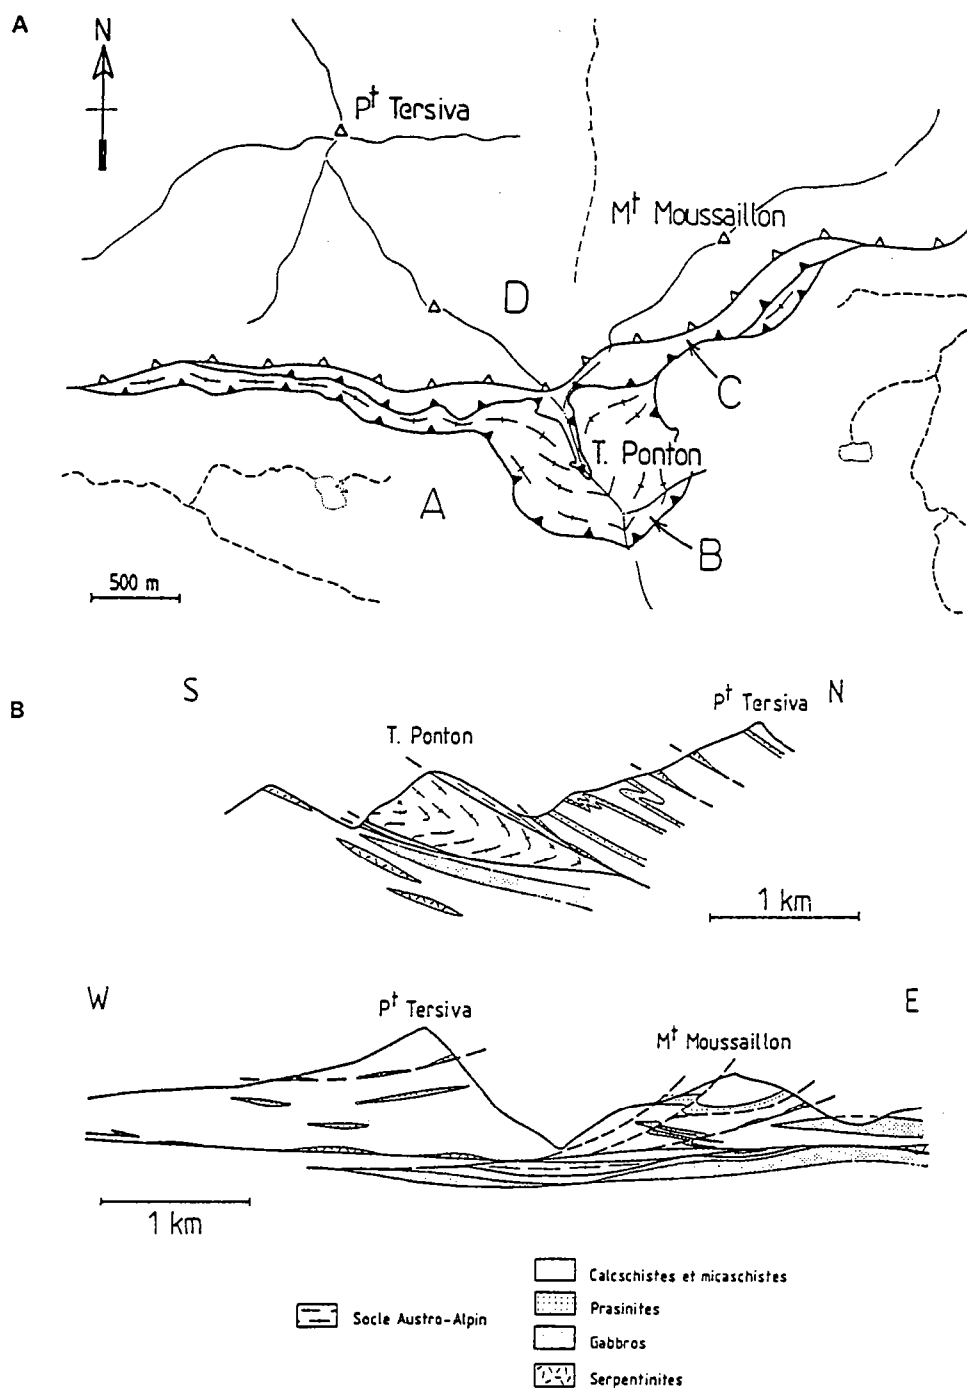 A
N
Pt Tersiva
Mt Moussaillon
D
C
T. Ponton
A
B
500 m
B
S
N
Pt Tersiva
T. Ponton
1 km
W
E
Pt Tersiva
Mt Moussaillon
1 km
Calcschistes et micaschistes
Prasinites
Socle Austro-Alpin
Gabbros
Serpentinites